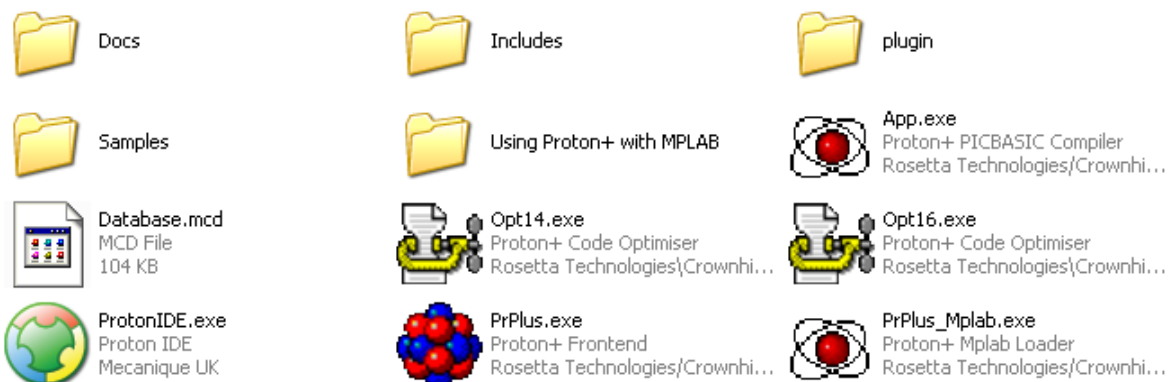 Docs
Includes
plugin
Samples
Using Proton+ with MPLAB
App.exe
Proton+ PICBASIC Compiler
Rosetta Technologies/Crownhi...
Database.mcd
MCD File
104 KB
Opt14.exe
Proton+ Code Optimiser
Rosetta Technologies\Crownhi...
Opt16.exe
Proton+ Code Optimiser
Rosetta Technologies\Crownhi...
ProtonIDE.exe
Proton IDE
Mecanique UK
PrPlus.exe
Proton+ Frontend
Rosetta Technologies/Crownhi...
PrPlus_Mplab.exe
Proton+ Mplab Loader
Rosetta Technologies/Crownhi...